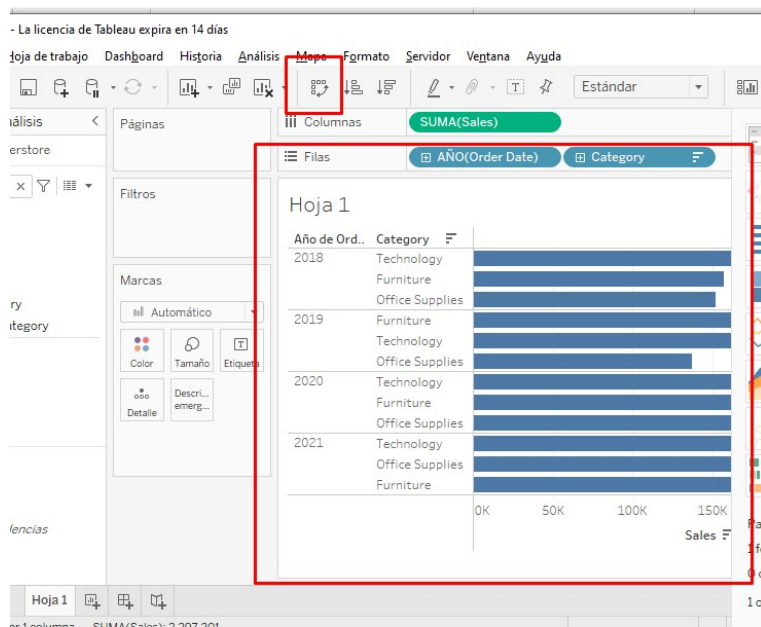 - La licencia de Tableau expira en 14 días
Hoja de trabajo Dashboard Historia Análisis Mapa Formato Servidor Ventana Ayuda
Estándar
álisis
Páginas
Columnas
SUMA(Sales)
erstore
Filas
AÑO(Order Date)
Category
Filtros
Hoja 1
Año de Ord.. Category
2018 Technology
Furniture
Office Supplies
2019 Furniture
Technology
Office Supplies
2020 Technology
Furniture
Office Supplies
2021 Technology
Office Supplies
Furniture
0K 50K 100K 150K
Sales
Marcas
Automático
Color Tamaño Etiqueta
Detalle Descri... emerg...
ry
tegory
dencias
Hoja 1
1 columna SUMA(Sales): 2.297.201